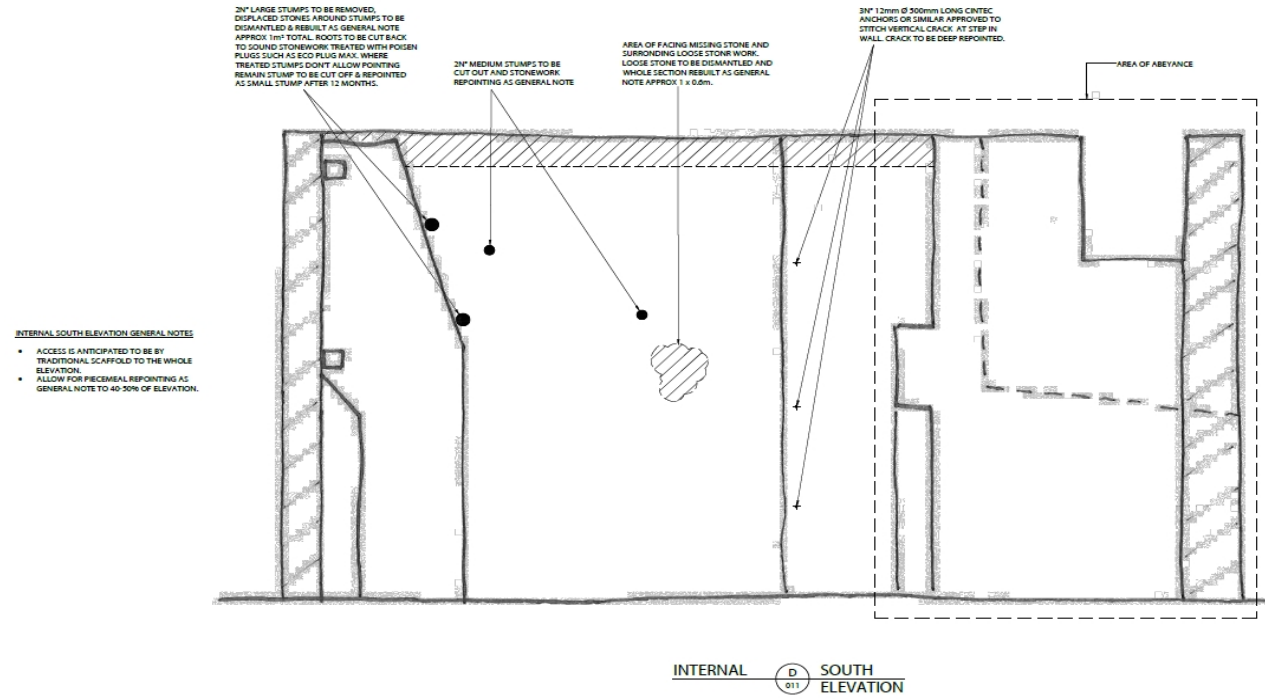 2N° LARGE STUMPS TO BE REMOVED,
DISPLACED STONES AROUND STUMPS TO BE
DISMANTLED & REBUILT AS GENERAL NOTE
APPROX 1m² TOTAL. ROOTS TO BE CUT BACK
TO SOUND STONEWORK TREATED WITH POISEN
PLUGS SUCH AS ECO PLUG MAX. WHERE
TREATED STUMPS DON'T ALLOW POINTING
REMAIN STUMP TO BE CUT OFF & REPOINTED
AS SMALL STUMP AFTER 12 MONTHS.
2N° MEDIUM STUMPS TO BE
CUT OUT AND STONEWORK
REPOINTING AS GENERAL NOTE
AREA OF FACING MISSING STONE AND
SURRONDING LOOSE STONR WORK.
LOOSE STONE TO BE DISMANTLED AND
WHOLE SECTION REBUILT AS GENERAL
NOTE APPROX 1 x 0.6m.
3N° 12mm Ø 500mm LONG CINTEC
ANCHORS OR SIMILAR APPROVED TO
STITCH VERTICAL CRACK AT STEP IN
WALL. CRACK TO BE DEEP REPOINTED.
AREA OF ABEYANCE
INTERNAL SOUTH ELEVATION GENERAL NOTES
• ACCESS IS ANTICIPATED TO BE BY
TRADITIONAL SCAFFOLD TO THE WHOLE
ELEVATION.
• ALLOW FOR PIECEMEAL REPOINTING AS
GENERAL NOTE TO 40-50% OF ELEVATION.
INTERNAL D SOUTH
011 ELEVATION